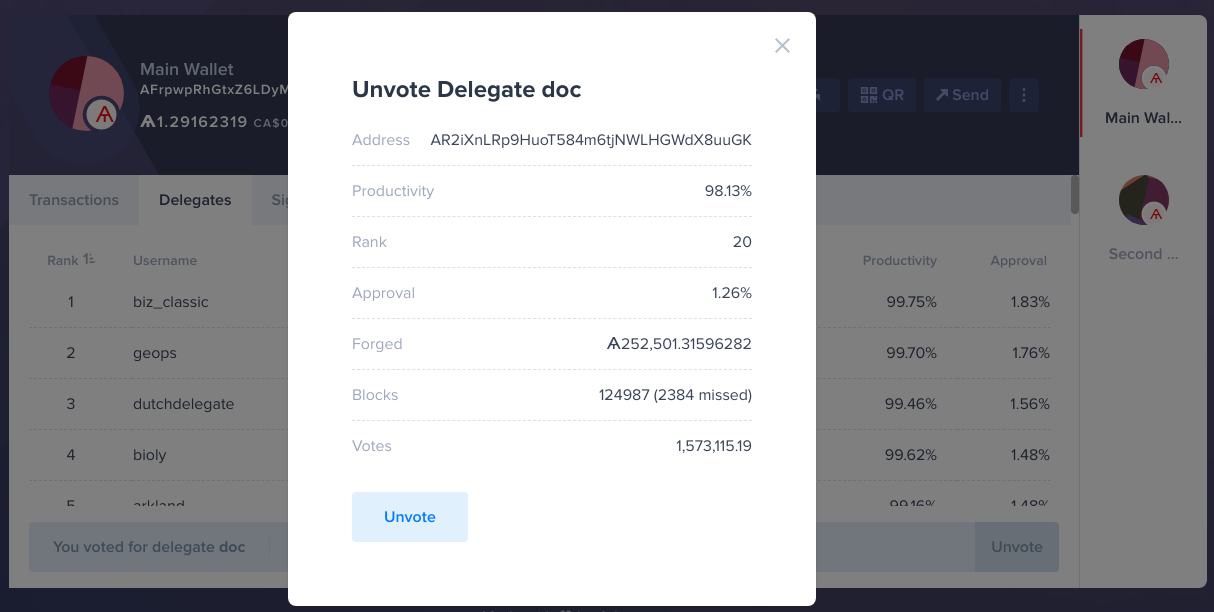 Main Wallet
AFrpwpRhGtxZ6LDyM
Ѧ1.29162319 CA$0
QR
Send
Main Wal...
Second ...
Transactions
Delegates
Rank
Username
Productivity
Approval
1 biz_classic 99.75% 1.83%
2 geops 99.70% 1.76%
3 dutchdelegate 99.46% 1.56%
4 bioly 99.62% 1.48%
5 arkland 99.16% 1.48%
You voted for delegate doc
Unvote
Unvote Delegate doc
Address AR2iXnLRp9HuoT584m6tjNWLHGWdX8uuGK
Productivity 98.13%
Rank 20
Approval 1.26%
Forged Ѧ252,501.31596282
Blocks 124987 (2384 missed)
Votes 1,573,115.19
Unvote